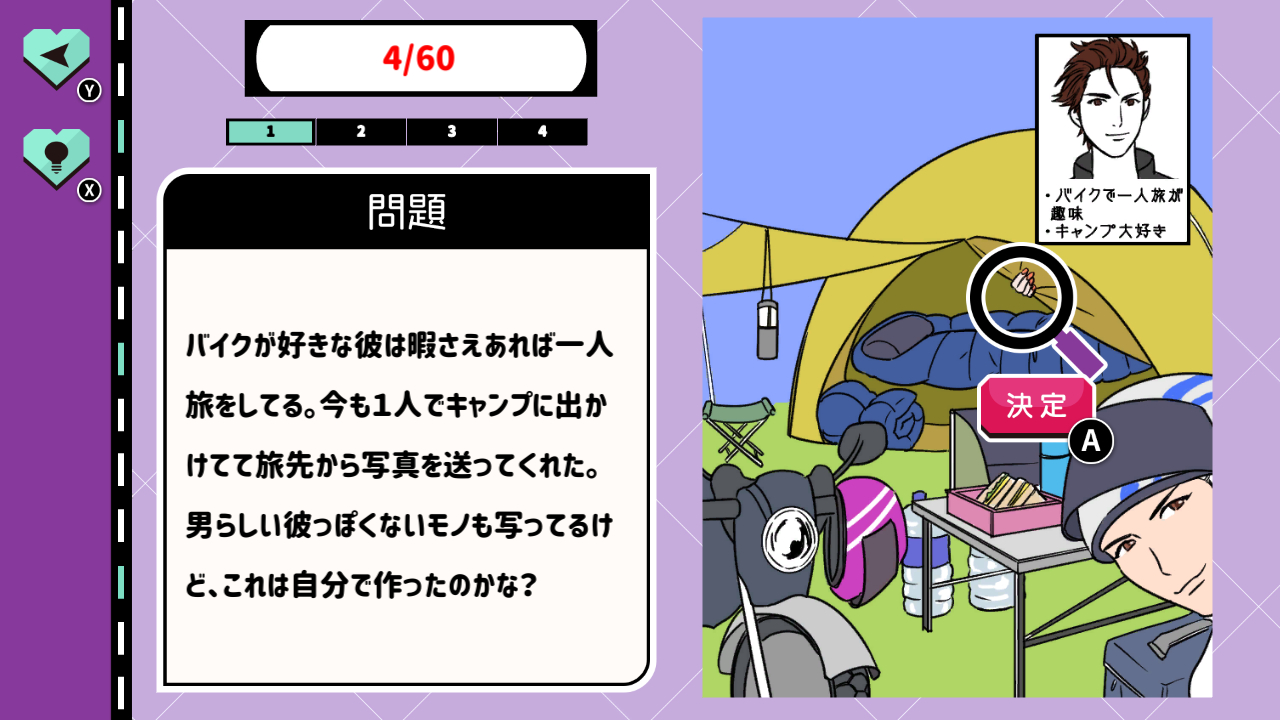 4/60
Y
1 2 3 4
X
問題
バイクが好きな彼は暇さえあれば一人
旅をしてる。今も1人でキャンプに出か
けてて旅先から写真を送ってくれた。
男らしい彼っぽくないモノも写ってるけ
ど、これは自分で作ったのかな?
・バイクで一人旅が
趣味
・キャンプ大好き
決定
A